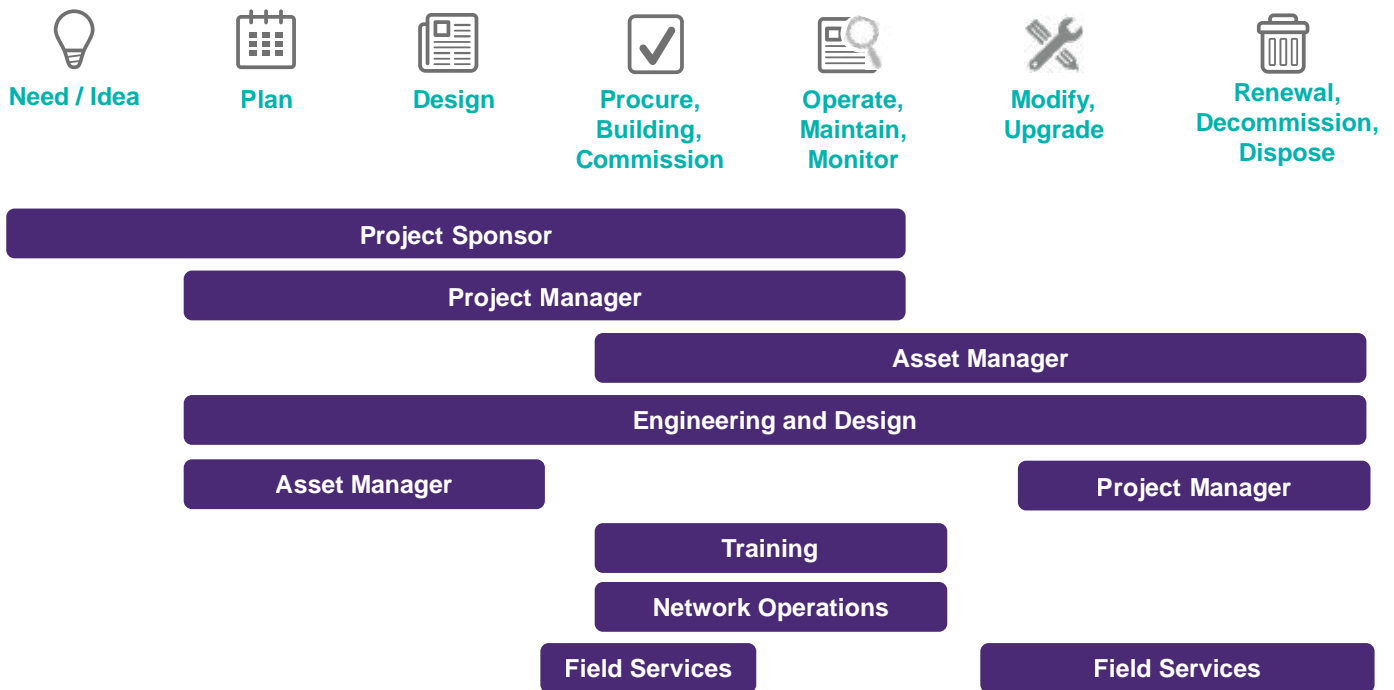 Need / Idea
Plan
Design
Procure,
Building,
Commission
Operate,
Maintain,
Monitor
Modify,
Upgrade
Renewal,
Decommission,
Dispose
Project Sponsor
Project Manager
Asset Manager
Engineering and Design
Asset Manager
Project Manager
Training
Network Operations
Field Services
Field Services